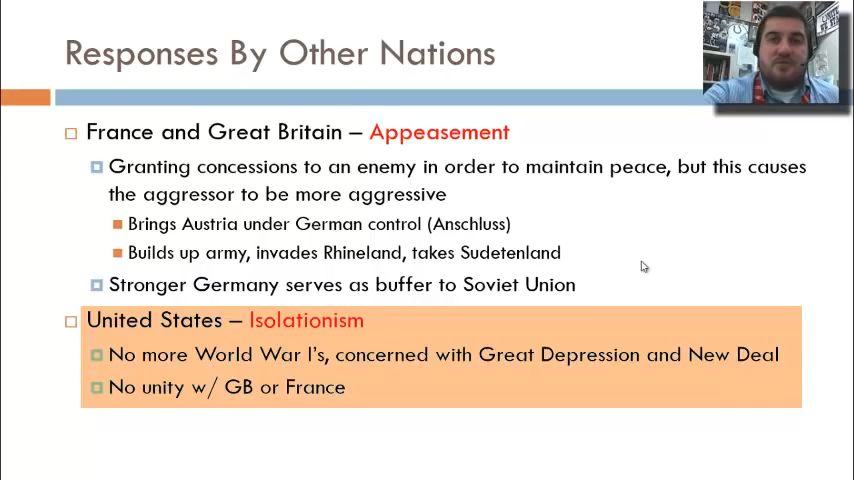 Responses By Other Nations
France and Great Britain – Appeasement
Granting concessions to an enemy in order to maintain peace, but this causes
the aggressor to be more aggressive
Brings Austria under German control (Anschluss)
Builds up army, invades Rhineland, takes Sudetenland
Stronger Germany serves as buffer to Soviet Union
United States – Isolationism
No more World War I's, concerned with Great Depression and New Deal
No unity w/ GB or France